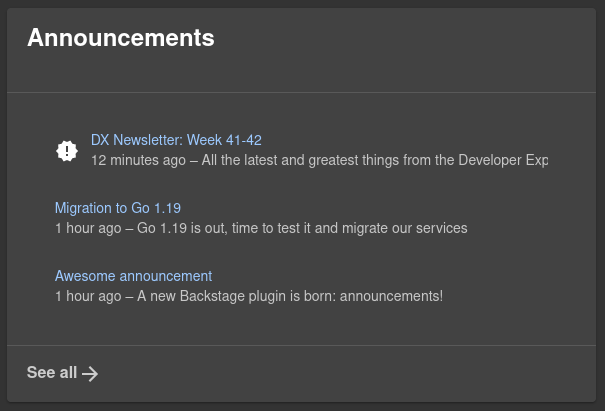 Announcements
DX Newsletter: Week 41-42
12 minutes ago – All the latest and greatest things from the Developer Exp
Migration to Go 1.19
1 hour ago – Go 1.19 is out, time to test it and migrate our services
Awesome announcement
1 hour ago – A new Backstage plugin is born: announcements!
See all